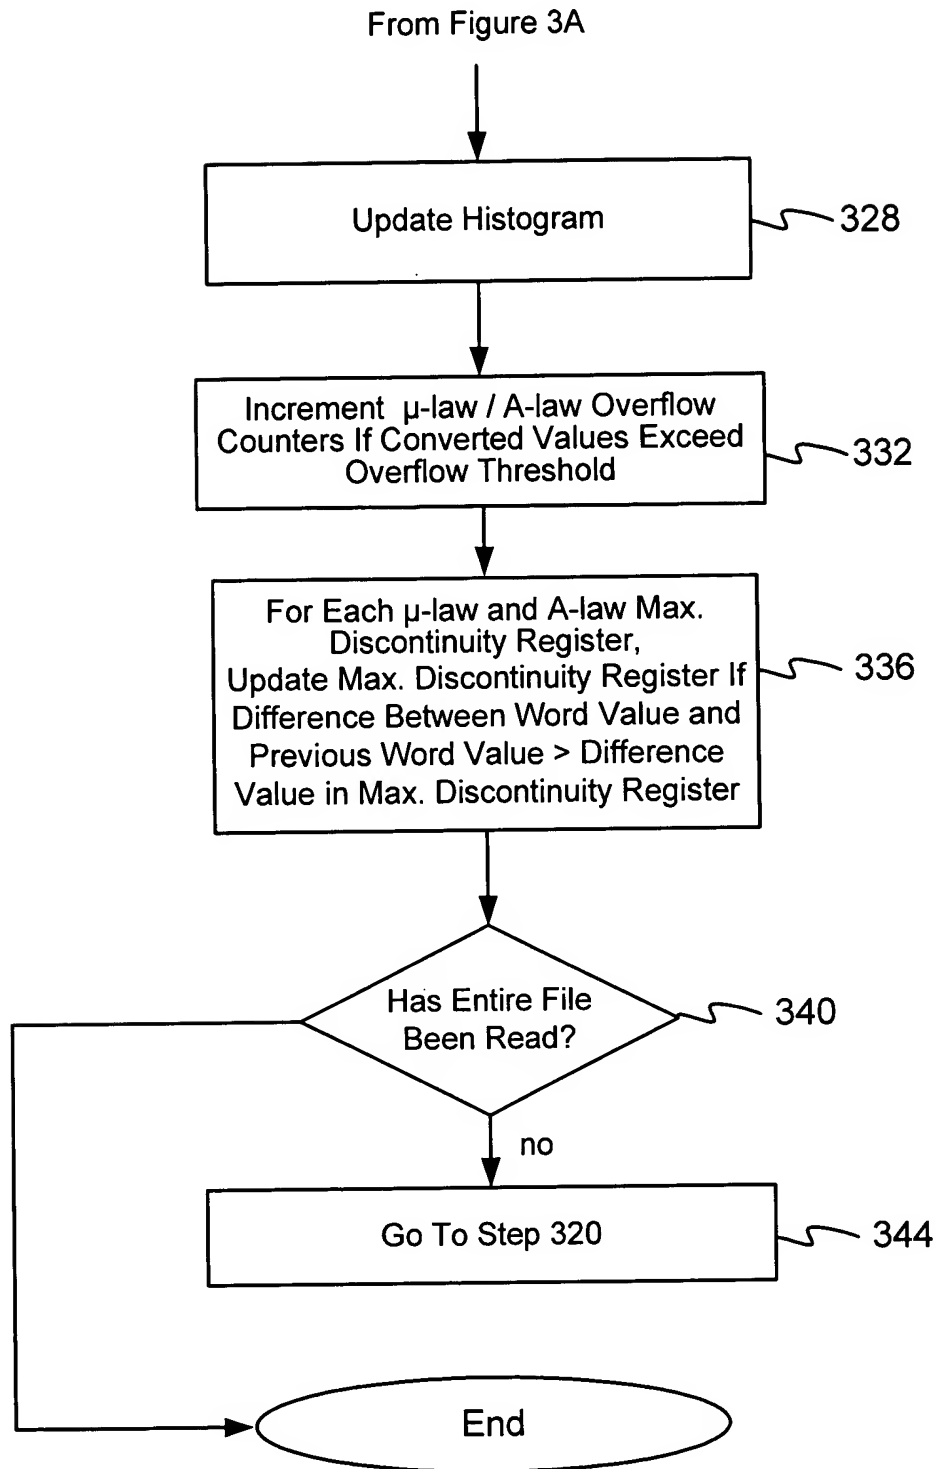 From Figure 3A
Update Histogram
328
Increment μ-law / A-law Overflow
Counters If Converted Values Exceed
Overflow Threshold
332
For Each μ-law and A-law Max.
Discontinuity Register,
Update Max. Discontinuity Register If
Difference Between Word Value and
Previous Word Value > Difference
Value in Max. Discontinuity Register
336
Has Entire File
Been Read?
340
no
Go To Step 320
344
End